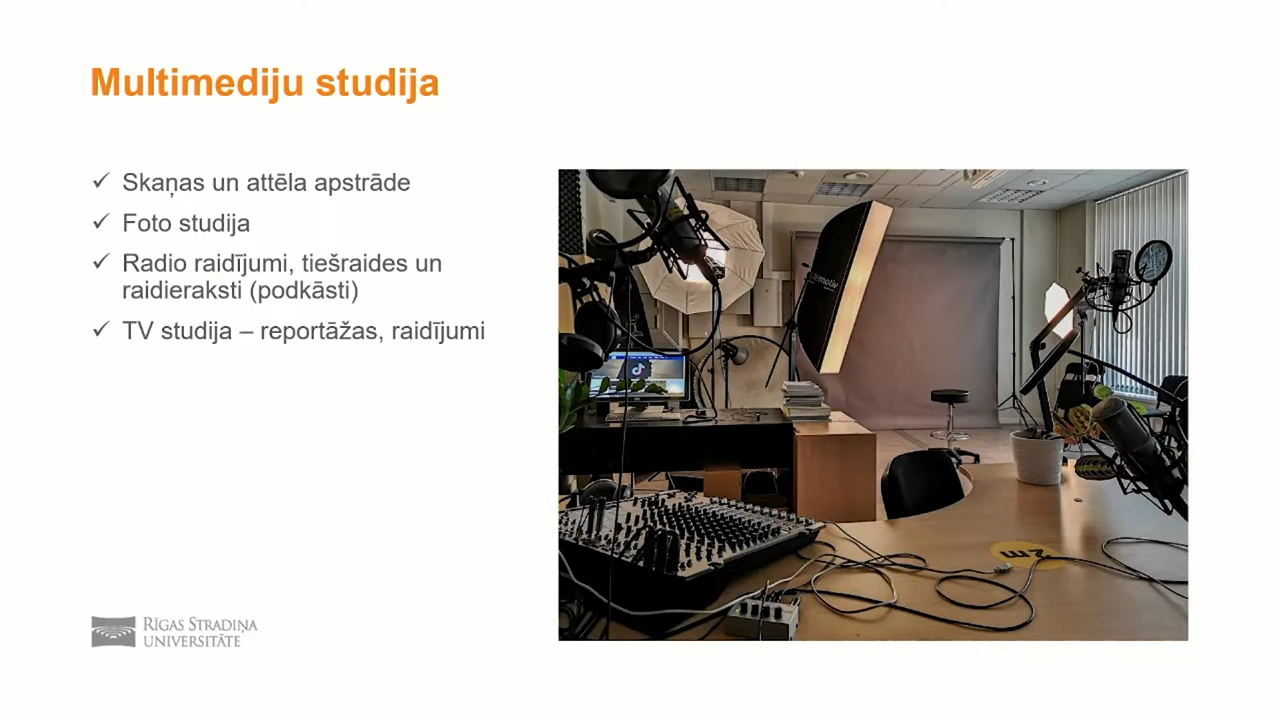 Multimediju studija
✓ Skaņas un attēla apstrāde
✓ Foto studija
✓ Radio raidījumi, tiešraides un
raidieraksti (podkāsti)
✓ TV studija – reportāžas, raidījumi
RĪGAS STRADIŅA
UNIVERSITĀTE
2m